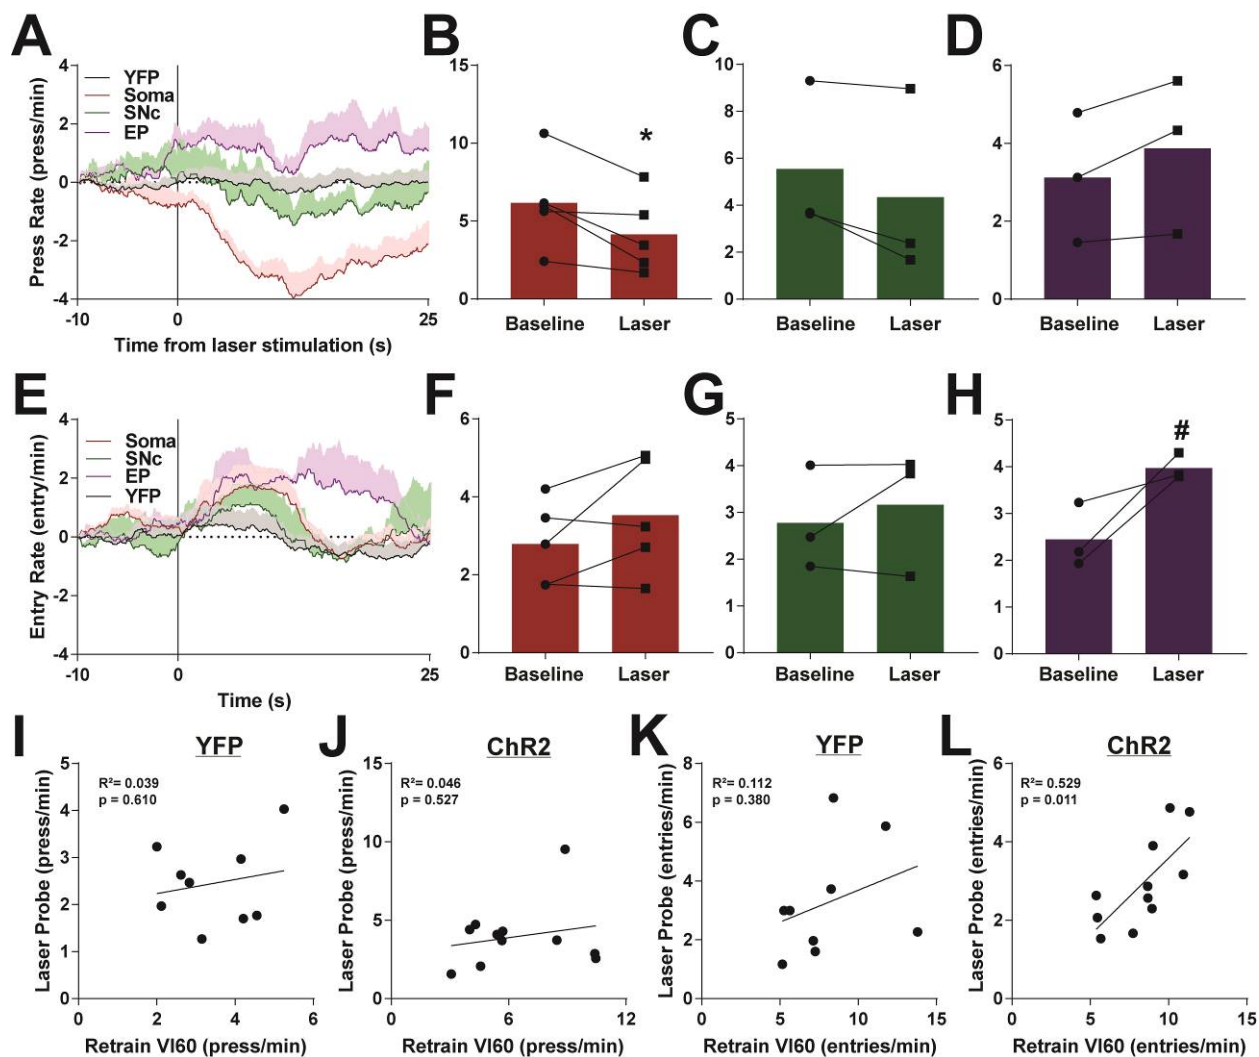 A
Press Rate (press/min)
4
2
0
-2
-4
YFP
Soma
SNc
EP
-10
0
25
Time from laser stimulation (s)
B
15
10
5
0
*
Baseline
Laser
C
10
8
6
4
2
0
Baseline
Laser
D
6
4
2
0
Baseline
Laser
E
Entry Rate (entry/min)
4
2
0
-2
-4
Soma
SNc
EP
YFP
-10
0
25
Time (s)
F
6
4
2
0
Baseline
Laser
G
5
4
3
2
1
0
Baseline
Laser
H
5
4
3
2
1
0
#
Baseline
Laser
I
YFP
Laser Probe (press/min)
5
4
3
2
1
0
R²= 0.039
p = 0.610
0
2
4
6
Retrain VI60 (press/min)
J
ChR2
Laser Probe (press/min)
15
10
5
0
R²= 0.046
p = 0.527
0
6
12
Retrain VI60 (press/min)
K
YFP
Laser Probe (entries/min)
8
6
4
2
0
R²= 0.112
p = 0.380
0
5
10
15
Retrain VI60 (entries/min)
L
ChR2
Laser Probe (entries/min)
6
4
2
0
R²= 0.529
p = 0.011
0
5
10
15
Retrain VI60 (entries/min)